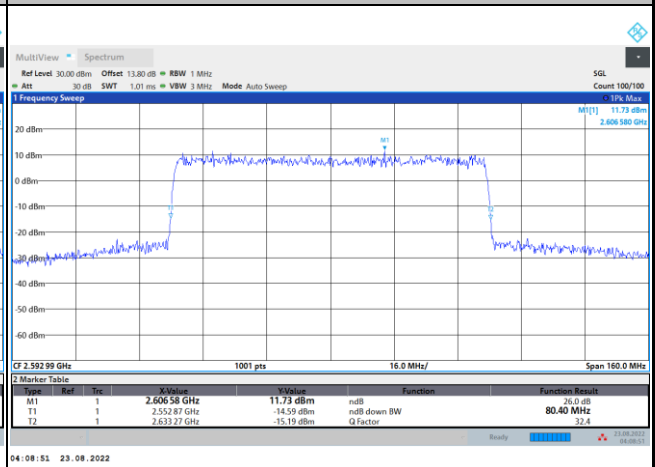 MultiView Spectrum
Ref Level 30.00 dBm Offset 13.80 dB RBW 1 MHz SGL
Att 30 dB SWT 1.01 ms VBW 3 MHz Mode Auto Sweep Count 100/100
1 Frequency Sweep 1Pk Max
M1[1] 11.73 dBm
2.606 580 GHz
M1
20 dBm
10 dBm
0 dBm
-10 dBm
-20 dBm
-30 dBm
-40 dBm
-50 dBm
-60 dBm
CF 2.592 99 GHz 1001 pts 16.0 MHz/ Span 160.0 MHz
2 Marker Table
Type Ref Trc X-Value Y-Value Function Function Result
M1 1 2.606 58 GHz 11.73 dBm ndB 26.0 dB
T1 1 2.552 87 GHz -14.59 dBm ndB down BW 80.40 MHz
T2 1 2.633 27 GHz -15.19 dBm Q Factor 32.4
Ready 23.08.2022
04:08:51
04:08:51 23.08.2022